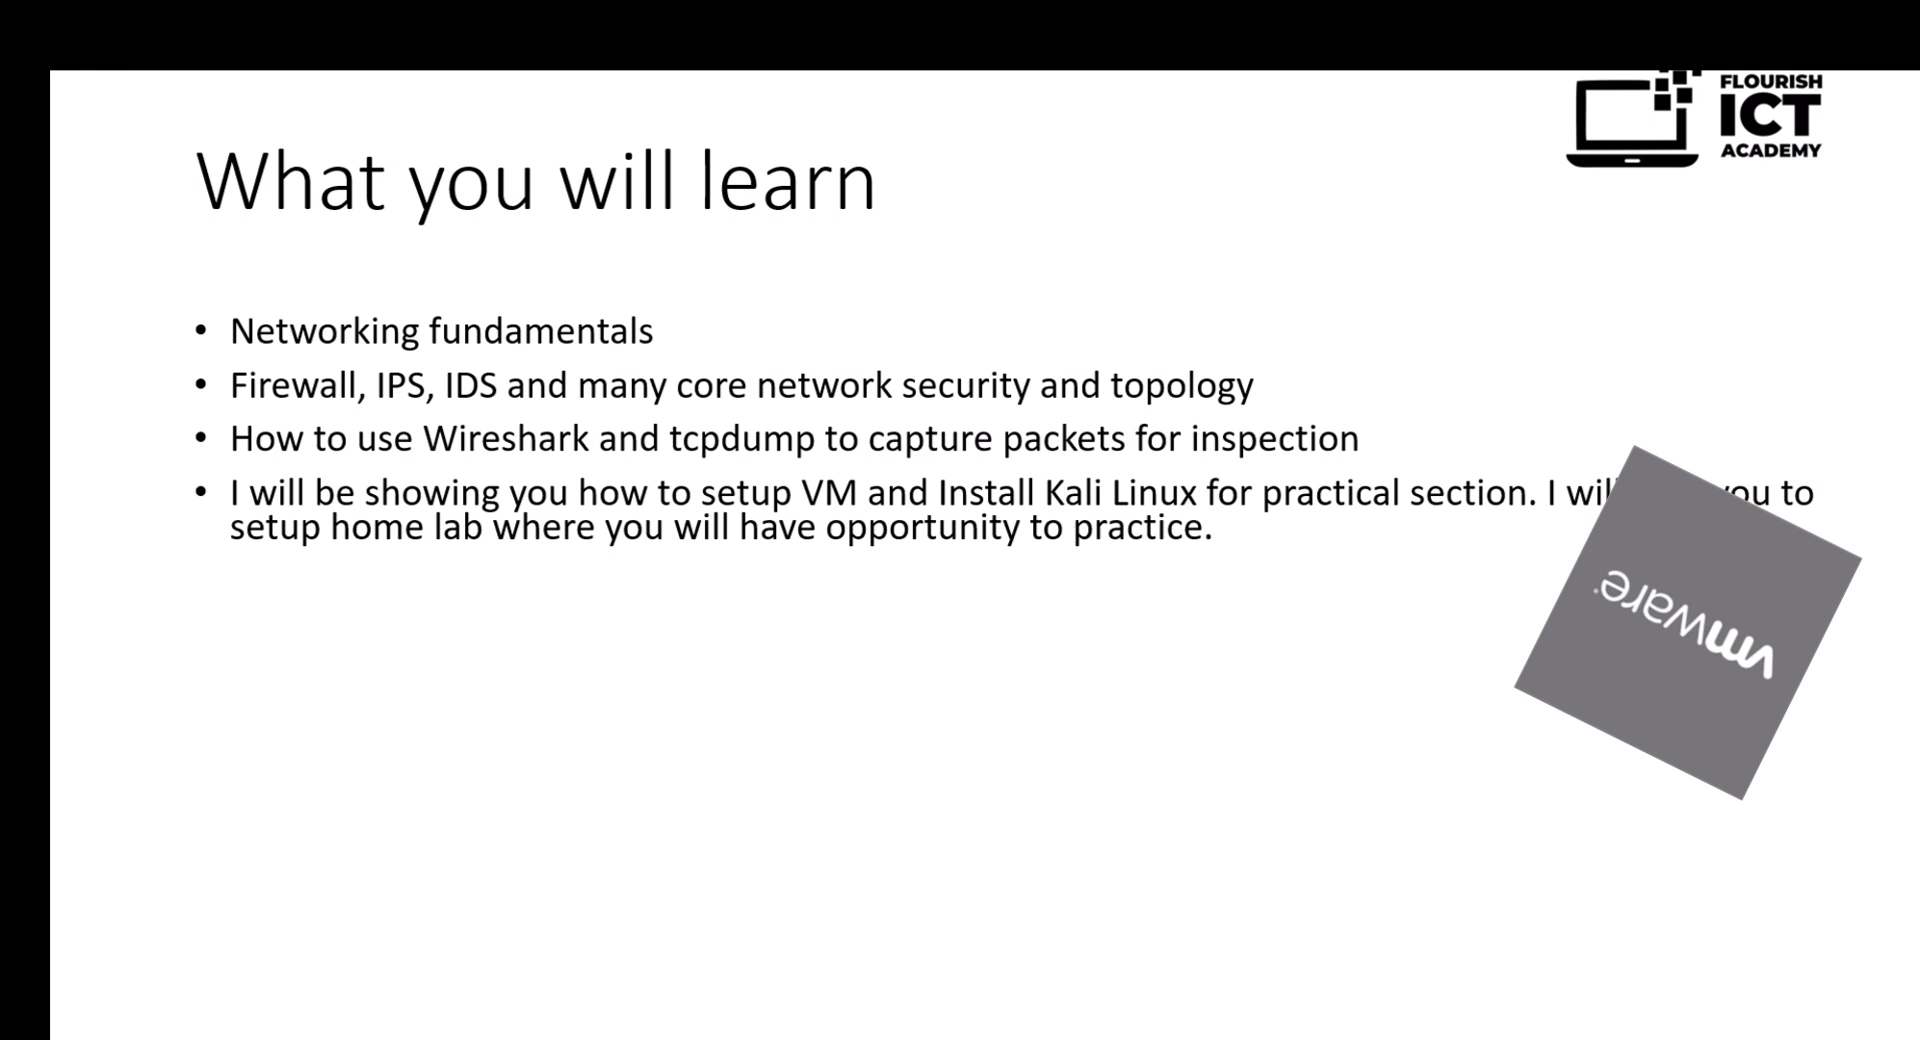 FLOURISH
ICT
ACADEMY
What you will learn
• Networking fundamentals
• Firewall, IPS, IDS and many core network security and topology
• How to use Wireshark and tcpdump to capture packets for inspection
• I will be showing you how to setup VM and Install Kali Linux for practical section. I will you to
setup home lab where you will have opportunity to practice.
vmware